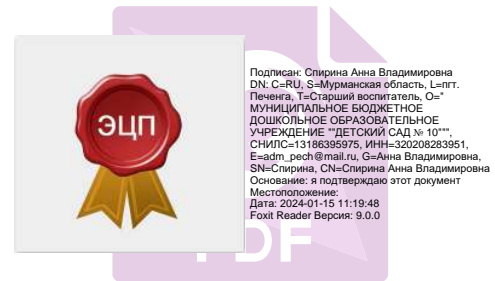 ЭЦП
Подписан: Спирина Анна Владимировна
DN: C=RU, S=Мурманская область, L=пгт.
Печенга, T=Старший воспитатель, O="
МУНИЦИПАЛЬНОЕ БЮДЖЕТНОЕ
ДОШКОЛЬНОЕ ОБРАЗОВАТЕЛЬНОЕ
УЧРЕЖДЕНИЕ ""ДЕТСКИЙ САД № 10""",
СНИЛС=13186395975, ИНН=320208283951,
E=adm_pech@mail.ru, G=Анна Владимировна,
SN=Спирина, CN=Спирина Анна Владимировна
Основание: я подтверждаю этот документ
Местоположение:
Дата: 2024-01-15 11:19:48
Foxit Reader Версия: 9.0.0
PDF